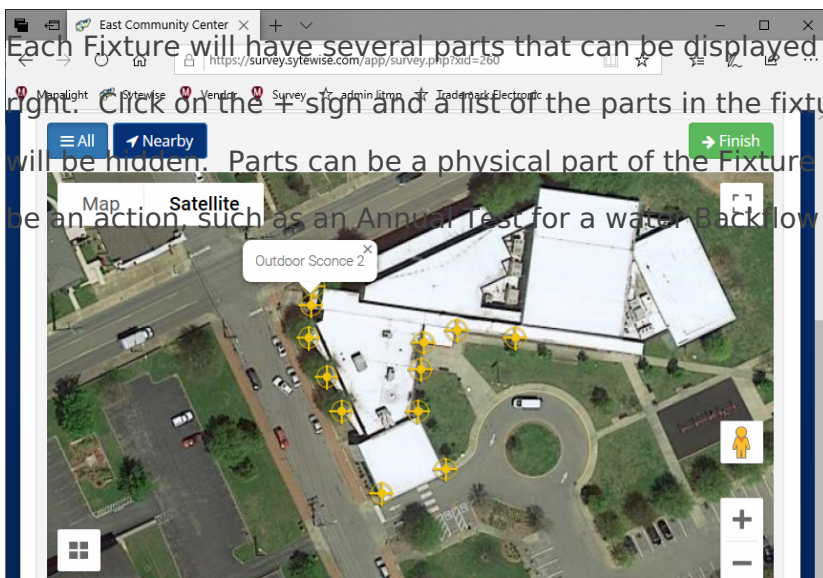 East Community Center
Each Fixture will have several parts that can be displayed
https://survey.sytewise.com/app/survey.php?xid=260
Mapalight Sytewise Vendor Survey admin litmp Trademark Electronic
right. Click on the + sign and a list of the parts in the fixtu
All Nearby Finish
will be hidden. Parts can be a physical part of the Fixture
Map Satellite
be an action, such as an Annual Test for a water Backflow
Outdoor Sconce 2